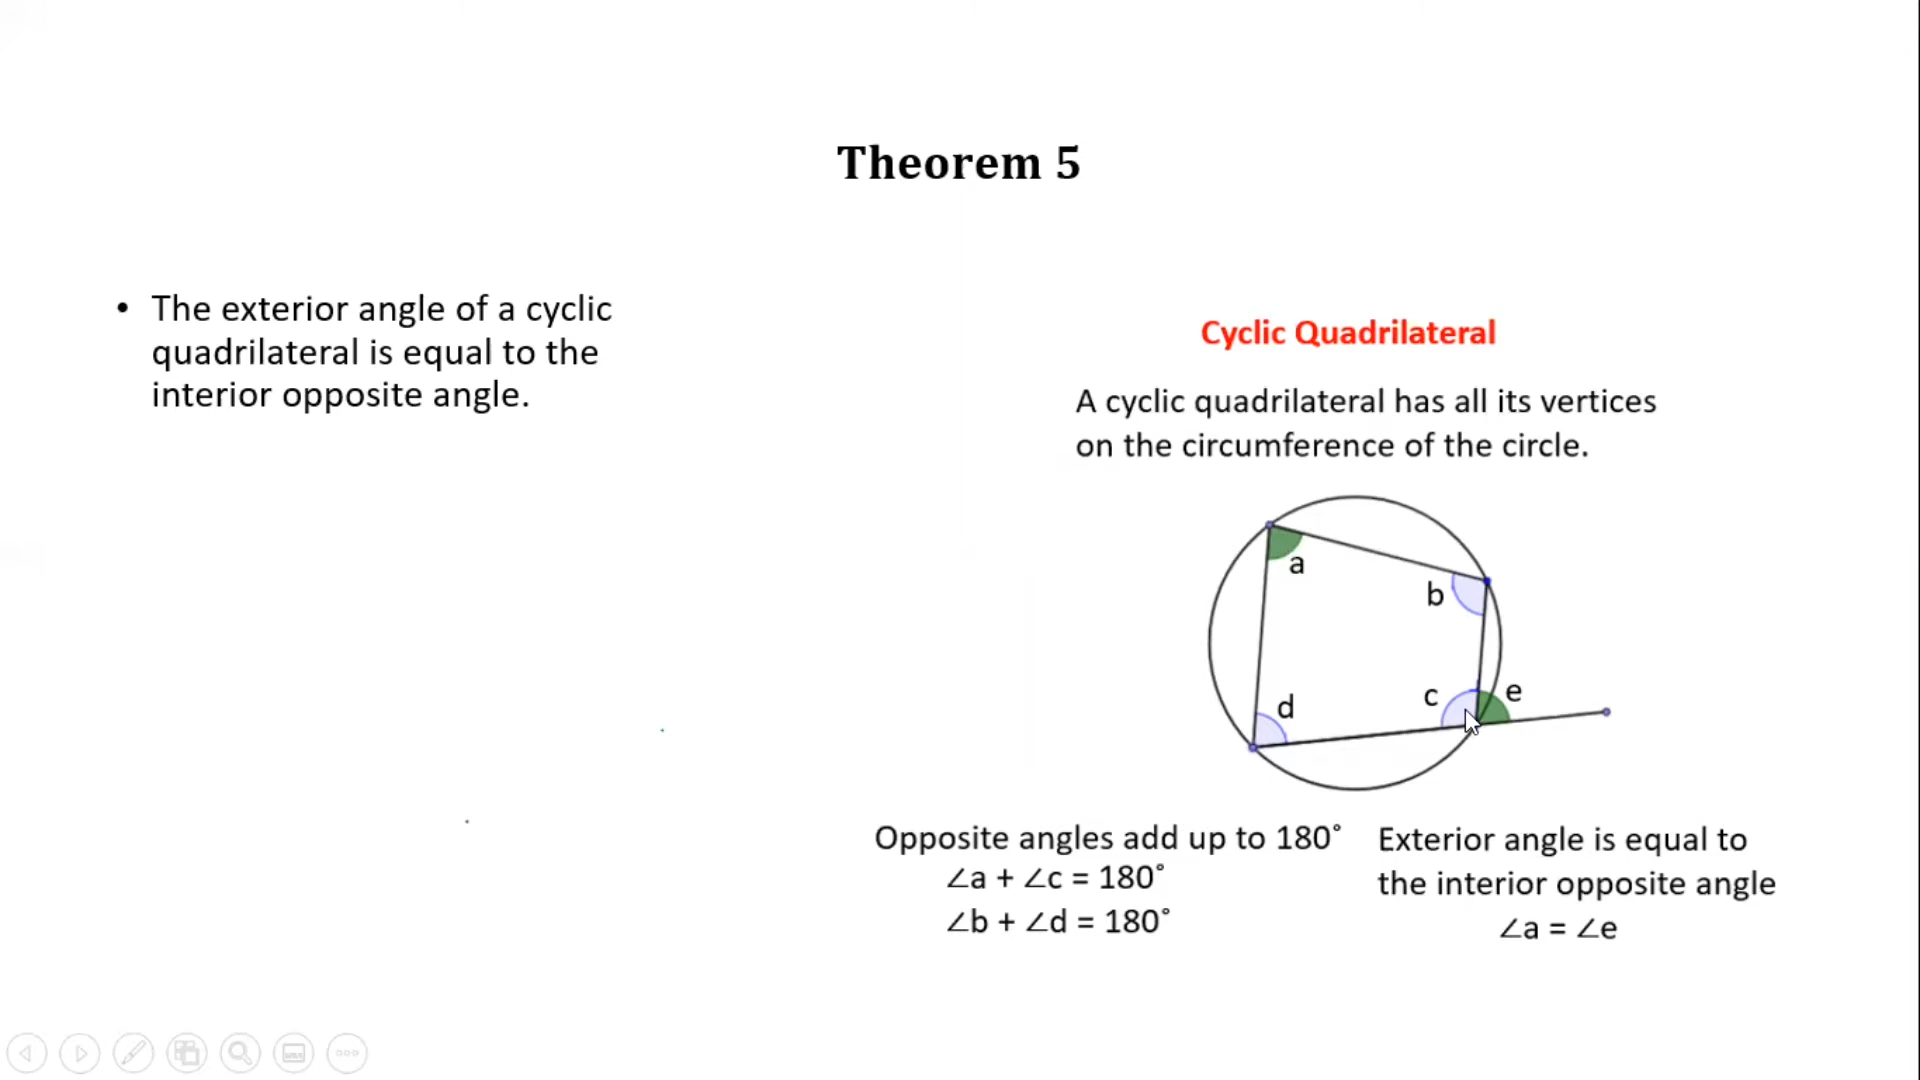 Theorem 5
• The exterior angle of a cyclic
quadrilateral is equal to the
interior opposite angle.
Cyclic Quadrilateral
A cyclic quadrilateral has all its vertices
on the circumference of the circle.
a
b
c
e
d
Opposite angles add up to 180˚
∠a + ∠c = 180˚
∠b + ∠d = 180˚
Exterior angle is equal to
the interior opposite angle
∠a = ∠e